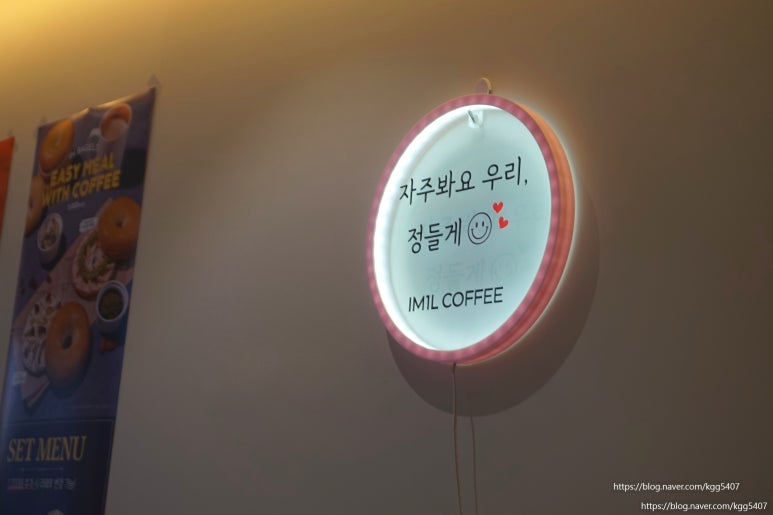 BAGELS
EASY MEAL
WITH COFFEE
SET MENU
자주봐요 우리,
정들게
IM1L COFFEE
https://blog.naver.com/kgg5407
https://blog.naver.com/kgg5407